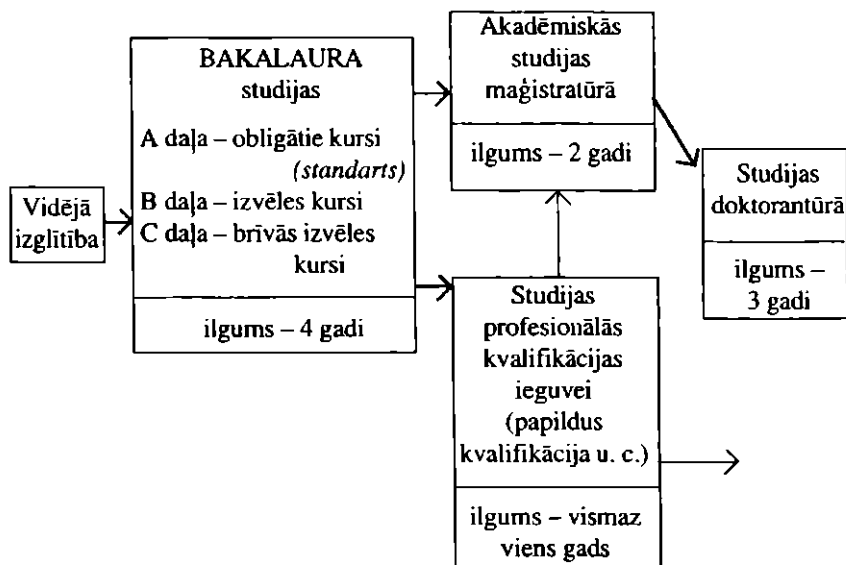 Vidējā
izglītība
BAKALAURA
studijas
A daļa – obligātie kursi
(standarts)
B daļa – izvēles kursi
C daļa – brīvās izvēles
kursi
ilgums – 4 gadi
Akadēmiskās
studijas
maģistratūrā
ilgums – 2 gadi
Studijas
profesionālās
kvalifikācijas
ieguvei
(papildus
kvalifikācija u. c.)
ilgums – vismaz
viens gads
Studijas
doktorantūrā
ilgums –
3 gadi